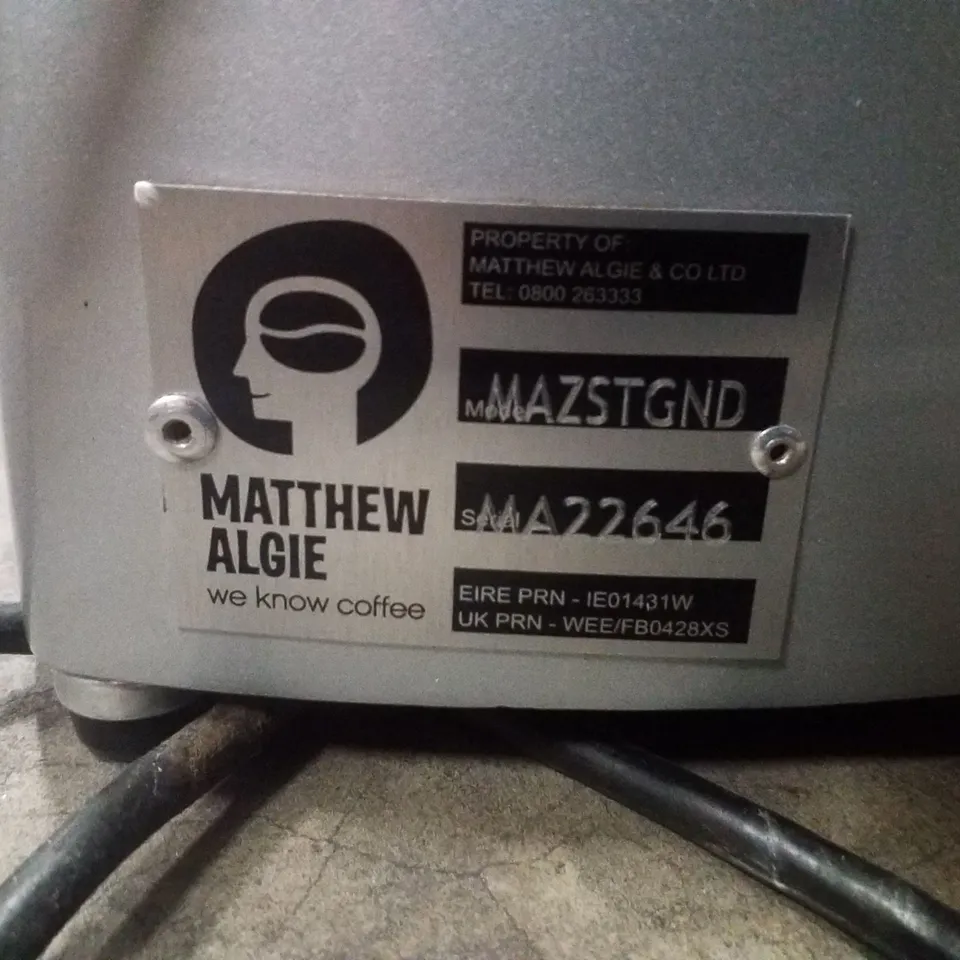 MATTHEW
ALGIE
we know coffee
PROPERTY OF
MATTHEW ALGIE & CO LTD
TEL: 0800 263333
Model MAZSTGND
Serial MA22646
EIRE PRN - IE01431W
UK PRN - WEE/FB0428XS